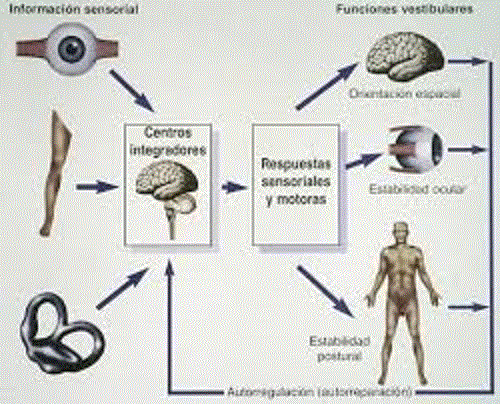 Información sensorial
Funciones vestibulares
Centros
integradores
Respuestas
sensoriales
y motoras
Orientación espacial
Estabilidad ocular
Estabilidad
postural
Autorregulación (autorreparación)